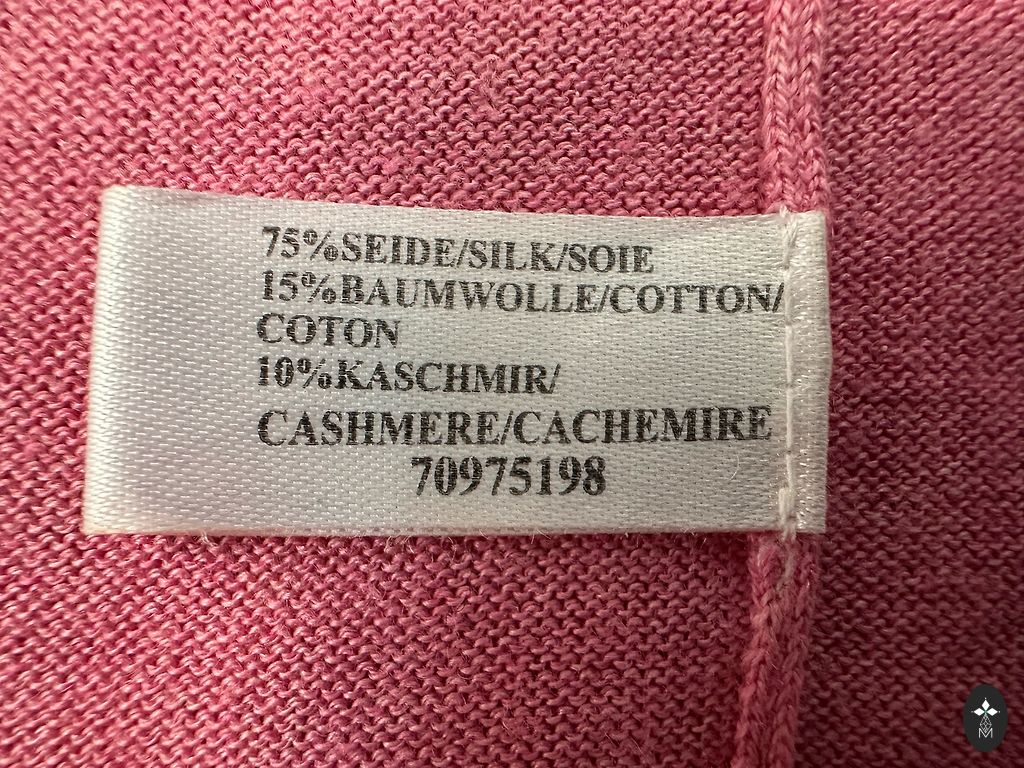 75%SEIDE/SILK/SOIE
15%BAUMWOLLE/COTTON/
COTON
10%KASCHMIR/
CASHMERE/CACHEMIRE
70975198
M